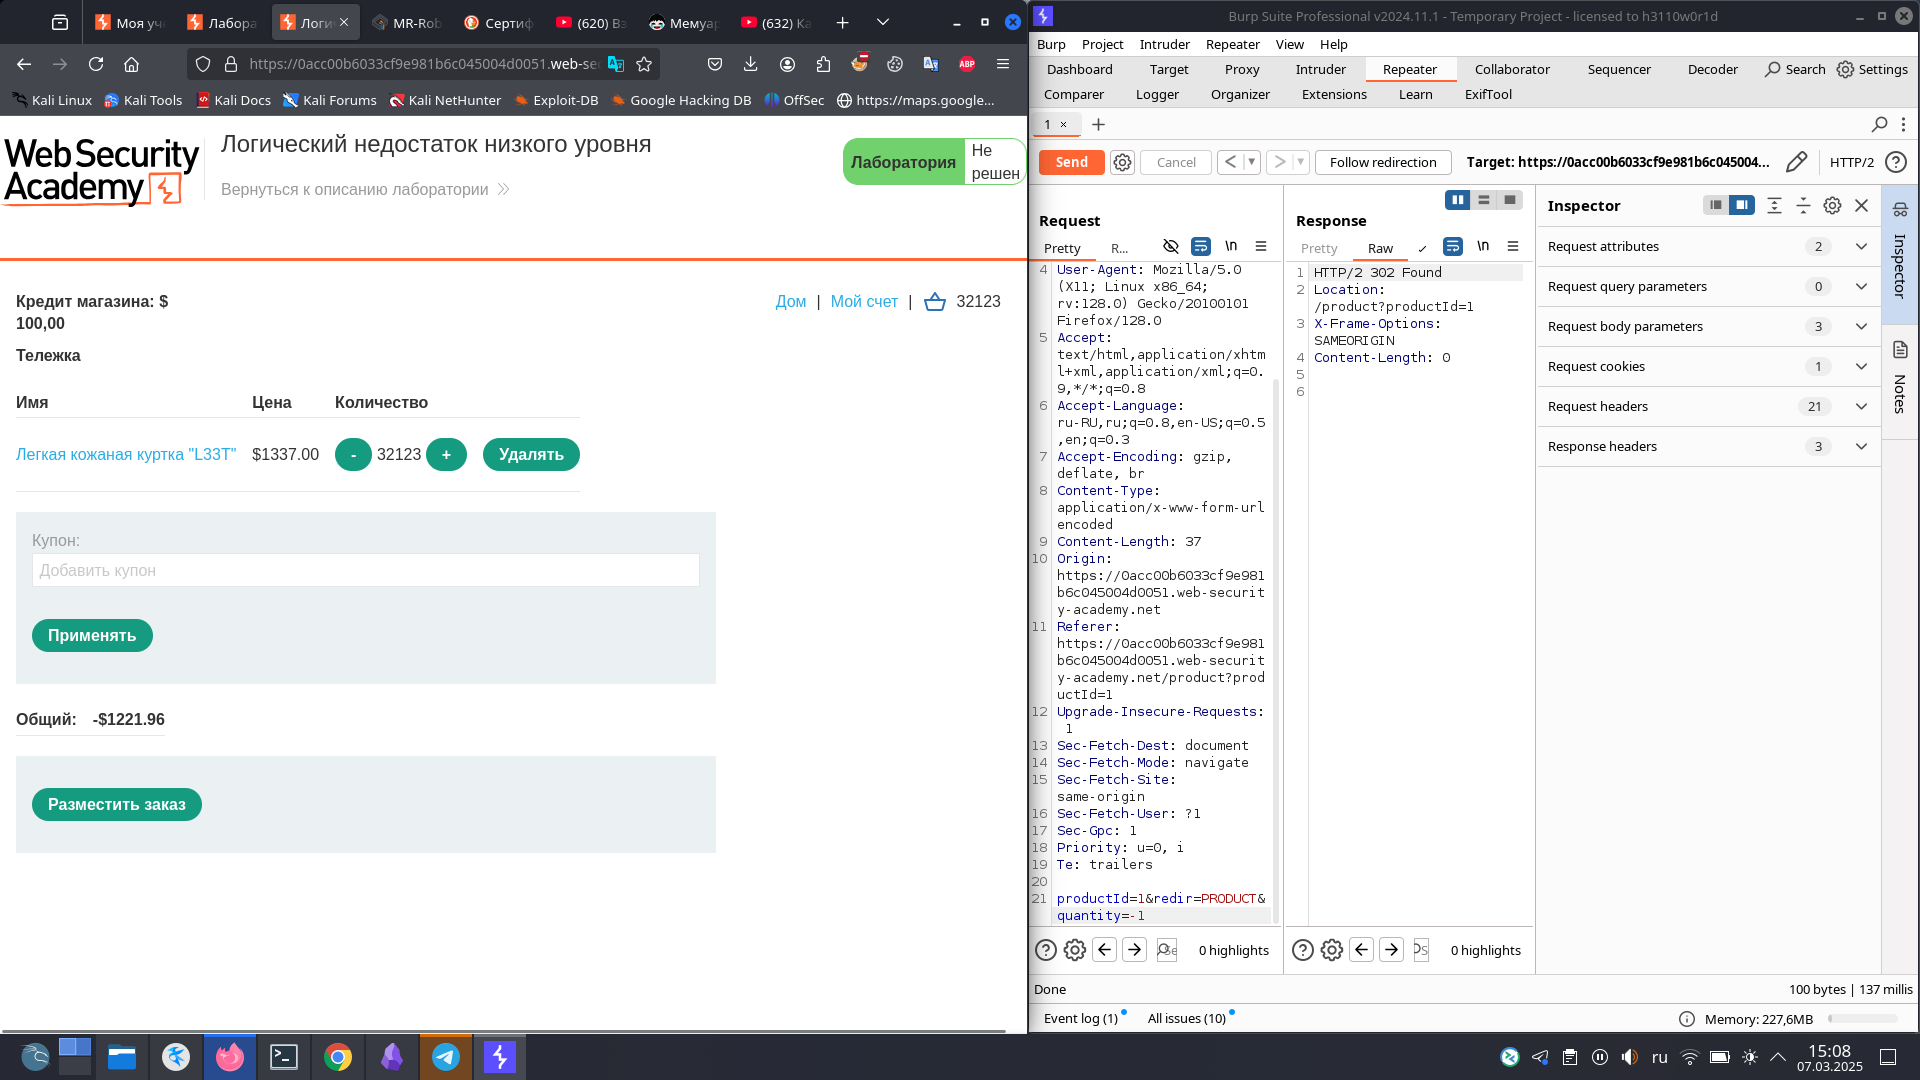 Моя уч
Лабора
Логи
MR-Rob
Сертиф
(620) Вз
Мемуар
(632) Ка
https://0acc00b6033cf9e981b6c045004d0051.web-sec
ABP
Kali Linux
Kali Tools
Kali Docs
Kali Forums
Kali NetHunter
Exploit-DB
Google Hacking DB
OffSec
https://maps.google...
Web Security
Academy
Логический недостаток низкого уровня
Вернуться к описанию лаборатории
Лаборатория
Не
решен
Кредит магазина: $
100,00
Дом | Мой счет | 32123
Тележка
Имя Цена Количество
Легкая кожаная куртка "L33T" $1337.00 - 32123 + Удалять
Купон:
Добавить купон
Применять
Общий: -$1221.96
Разместить заказ
Burp Suite Professional v2024.11.1 - Temporary Project - licensed to h3110w0r1d
Burp Project Intruder Repeater View Help
Dashboard Target Proxy Intruder Repeater Collaborator Sequencer Decoder Search Settings
Comparer Logger Organizer Extensions Learn ExifTool
1 × +
Send Cancel < > Follow redirection Target: https://0acc00b6033cf9e981b6c045004... HTTP/2
Request
Pretty R... \n
4 User-Agent: Mozilla/5.0
(X11; Linux x86_64;
rv:128.0) Gecko/20100101
Firefox/128.0
5 Accept:
text/html,application/xhtm
l+xml,application/xml;q=0.
9,*/*;q=0.8
6 Accept-Language:
ru-RU,ru;q=0.8,en-US;q=0.5
,en;q=0.3
7 Accept-Encoding: gzip,
deflate, br
8 Content-Type:
application/x-www-form-url
encoded
9 Content-Length: 37
10 Origin:
https://0acc00b6033cf9e981
b6c045004d0051.web-securit
y-academy.net
11 Referer:
https://0acc00b6033cf9e981
b6c045004d0051.web-securit
y-academy.net/product?prod
uctId=1
12 Upgrade-Insecure-Requests:
1
13 Sec-Fetch-Dest: document
14 Sec-Fetch-Mode: navigate
15 Sec-Fetch-Site:
same-origin
16 Sec-Fetch-User: ?1
17 Sec-Gpc: 1
18 Priority: u=0, i
19 Te: trailers
20
21 productId=1&redir=PRODUCT&
quantity=-1
0 highlights
Response
Pretty Raw \n
1 HTTP/2 302 Found
2 Location:
/product?productId=1
3 X-Frame-Options:
SAMEORIGIN
4 Content-Length: 0
5
6
0 highlights
Inspector
Request attributes 2
Request query parameters 0
Request body parameters 3
Request cookies 1
Request headers 21
Response headers 3
Inspector
Notes
Done
100 bytes | 137 millis
Event log (1) All issues (10)
Memory: 227,6MB
ru
15:08
07.03.2025